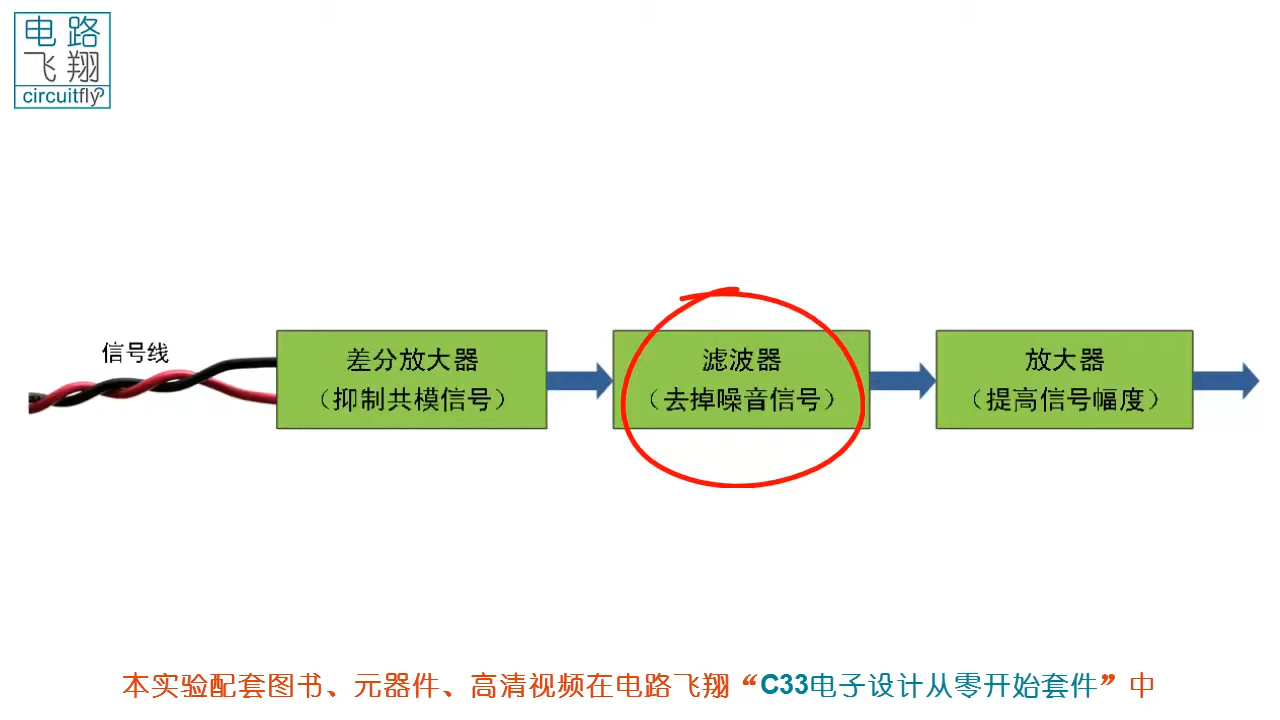 电路
飞翔
circuitfly
信号线
差分放大器
（抑制共模信号）
滤波器
（去掉噪音信号）
放大器
（提高信号幅度）
本实验配套图书、元器件、高清视频在电路飞翔“C33电子设计从零开始套件”中